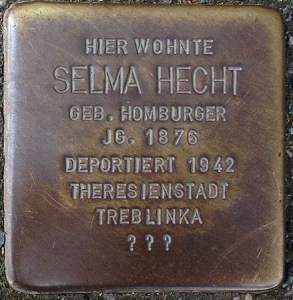 HIER WOHNTE
SELMA HECHT
GEB. HOMBURGER
JG. 1876
DEPORTIERT 1942
THERESIENSTADT
TREBLINKA
? ? ?